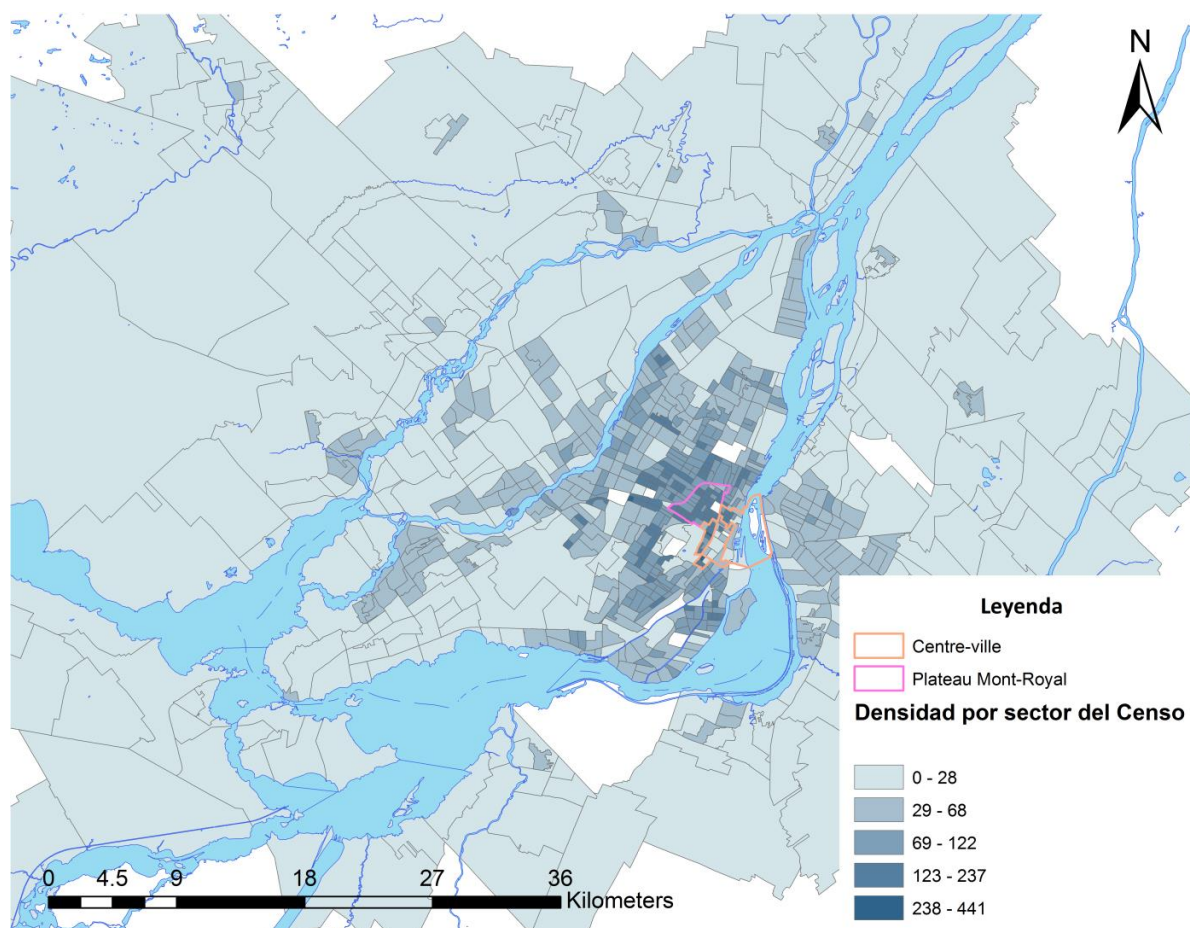 N
Leyenda
Centre-ville
Plateau Mont-Royal
Densidad por sector del Censo
0 - 28
29 - 68
69 - 122
123 - 237
238 - 441
0 4.5 9 18 27 36
Kilometers